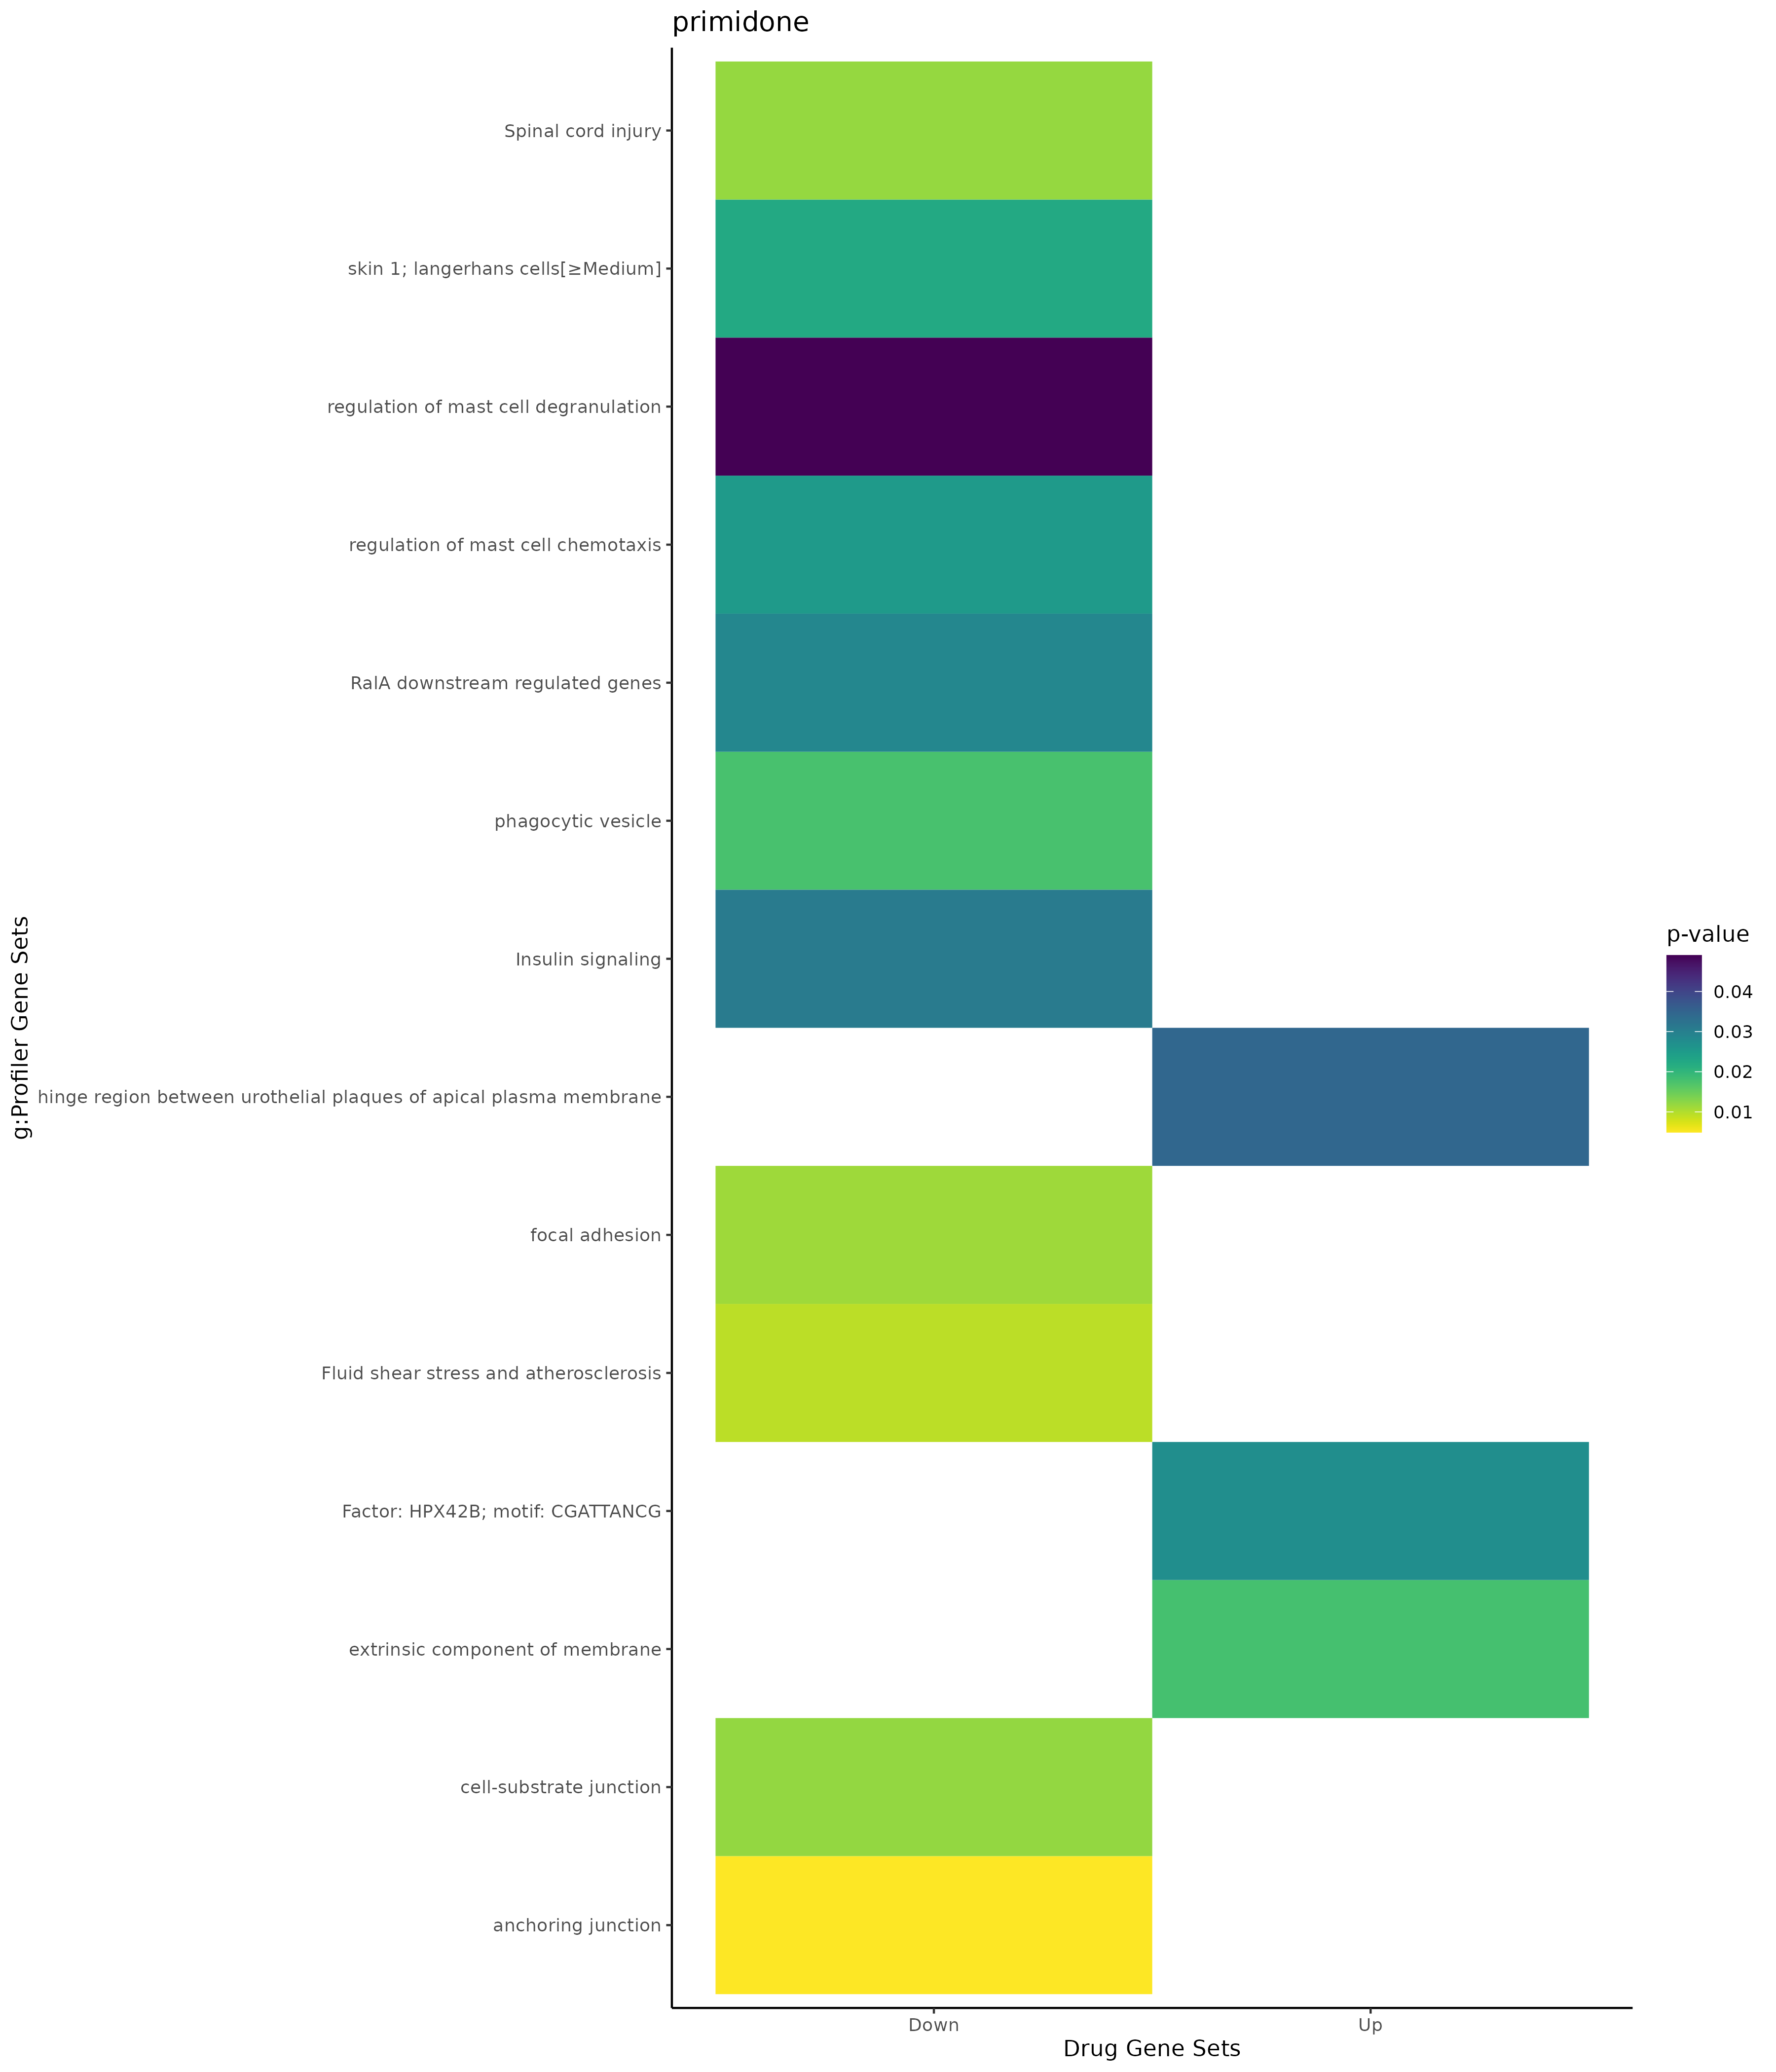 primidone
Spinal cord injury
skin 1; langerhans cells[≥Medium]
regulation of mast cell degranulation
regulation of mast cell chemotaxis
RalA downstream regulated genes
phagocytic vesicle
Insulin signaling
hinge region between urothelial plaques of apical plasma membrane
focal adhesion
Fluid shear stress and atherosclerosis
Factor: HPX42B; motif: CGATTANCG
extrinsic component of membrane
cell-substrate junction
anchoring junction
g:Profiler Gene Sets
Down
Up
Drug Gene Sets
p-value
0.04
0.03
0.02
0.01